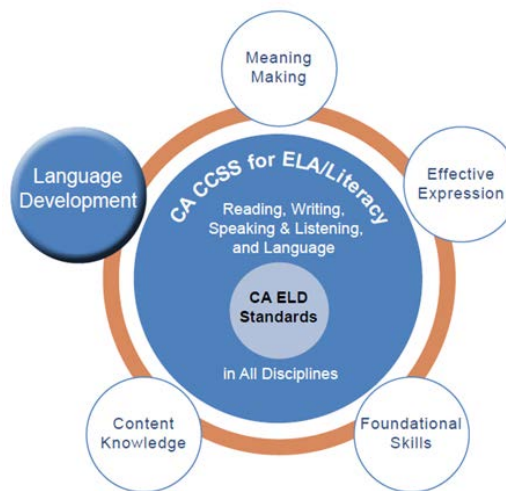 Meaning
Making
Language
Development
Effective
Expression
CA CCSS for ELA/Literacy
Reading, Writing,
Speaking & Listening,
and Language
CA ELD
Standards
in All Disciplines
Content
Knowledge
Foundational
Skills